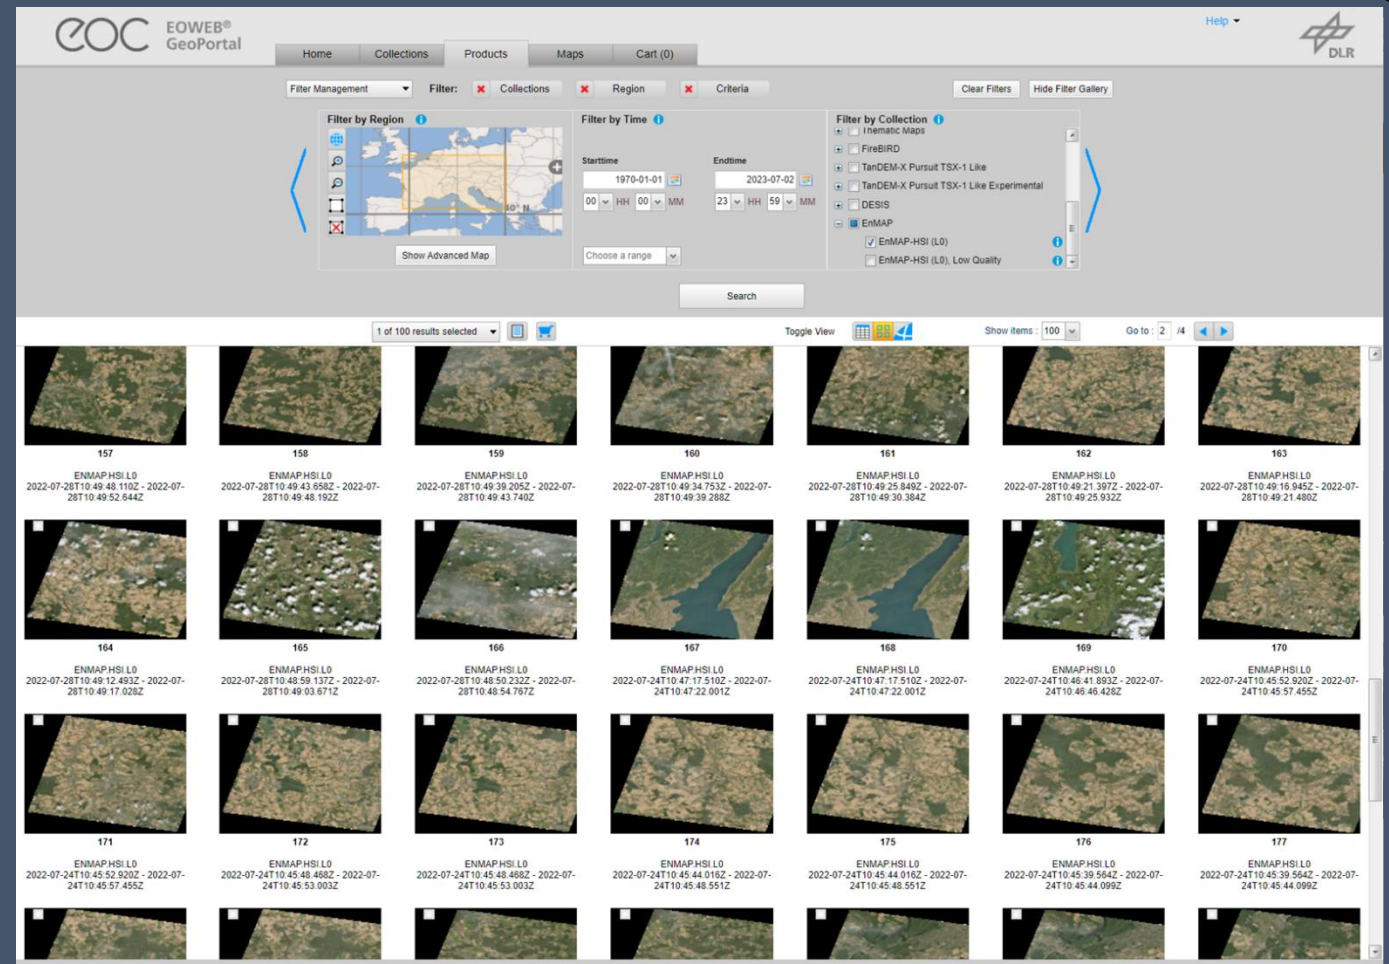 EOC EOWEB®
GeoPortal
Help
DLR
Home Collections Products Maps Cart (0)
Filter Management Filter: Collections Region Criteria Clear Filters Hide Filter Gallery
Filter by Region Filter by Time Filter by Collection
Thematic Maps
FireBIRD
Starttime Endtime TanDEM-X Pursuit TSX-1 Like
1970-01-01 2023-07-02 TanDEM-X Pursuit TSX-1 Like Experimental
00 HH 00 MM 23 HH 59 MM DESIS
40° N
EnMAP
EnMAP-HSI (L0)
Show Advanced Map Choose a range EnMAP-HSI (L0), Low Quality
Search
1 of 100 results selected Toggle View Show items : 100 Go to : 2 /4
157 158 159 160 161 162 163
ENMAP.HSI.L0 ENMAP.HSI.L0 ENMAP.HSI.L0 ENMAP.HSI.L0 ENMAP.HSI.L0 ENMAP.HSI.L0 ENMAP.HSI.L0
2022-07-28T10:49:48.110Z - 2022-07- 2022-07-28T10:49:43.658Z - 2022-07- 2022-07-28T10:49:39.205Z - 2022-07- 2022-07-28T10:49:34.753Z - 2022-07- 2022-07-28T10:49:25.849Z - 2022-07- 2022-07-28T10:49:21.397Z - 2022-07- 2022-07-28T10:49:16.945Z - 2022-07-
28T10:49:52.644Z 28T10:49:48.192Z 28T10:49:43.740Z 28T10:49:39.288Z 28T10:49:30.384Z 28T10:49:25.932Z 28T10:49:21.480Z
164 165 166 167 168 169 170
ENMAP.HSI.L0 ENMAP.HSI.L0 ENMAP.HSI.L0 ENMAP.HSI.L0 ENMAP.HSI.L0 ENMAP.HSI.L0 ENMAP.HSI.L0
2022-07-28T10:49:12.493Z - 2022-07- 2022-07-28T10:48:59.137Z - 2022-07- 2022-07-28T10:48:50.232Z - 2022-07- 2022-07-24T10:47:17.510Z - 2022-07- 2022-07-24T10:47:17.510Z - 2022-07- 2022-07-24T10:46:41.893Z - 2022-07- 2022-07-24T10:45:52.920Z - 2022-07-
28T10:49:17.028Z 28T10:49:03.671Z 28T10:48:54.767Z 24T10:47:22.001Z 24T10:47:22.001Z 24T10:46:46.428Z 24T10:45:57.455Z
171 172 173 174 175 176 177
ENMAP.HSI.L0 ENMAP.HSI.L0 ENMAP.HSI.L0 ENMAP.HSI.L0 ENMAP.HSI.L0 ENMAP.HSI.L0 ENMAP.HSI.L0
2022-07-24T10:45:52.920Z - 2022-07- 2022-07-24T10:45:48.468Z - 2022-07- 2022-07-24T10:45:48.468Z - 2022-07- 2022-07-24T10:45:44.016Z - 2022-07- 2022-07-24T10:45:44.016Z - 2022-07- 2022-07-24T10:45:39.564Z - 2022-07- 2022-07-24T10:45:39.564Z - 2022-07-
24T10:45:57.455Z 24T10:45:53.003Z 24T10:45:53.003Z 24T10:45:48.551Z 24T10:45:48.551Z 24T10:45:44.099Z 24T10:45:44.099Z